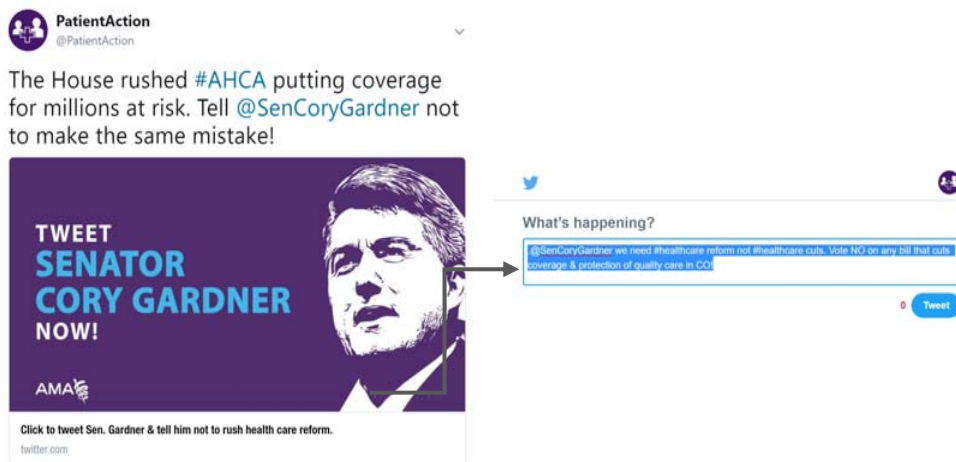 PatientAction
@PatientAction
The House rushed #AHCA putting coverage
for millions at risk. Tell @SenCoryGardner not
to make the same mistake!
TWEET
SENATOR
CORY GARDNER
NOW!
AMA
Click to tweet Sen. Gardner & tell him not to rush health care reform.
twitter.com
What's happening?
.@SenCoryGardner we need #healthcare reform not #healthcare cuts. Vote NO on any bill that cuts
coverage & protection of quality care in CO!
0 Tweet